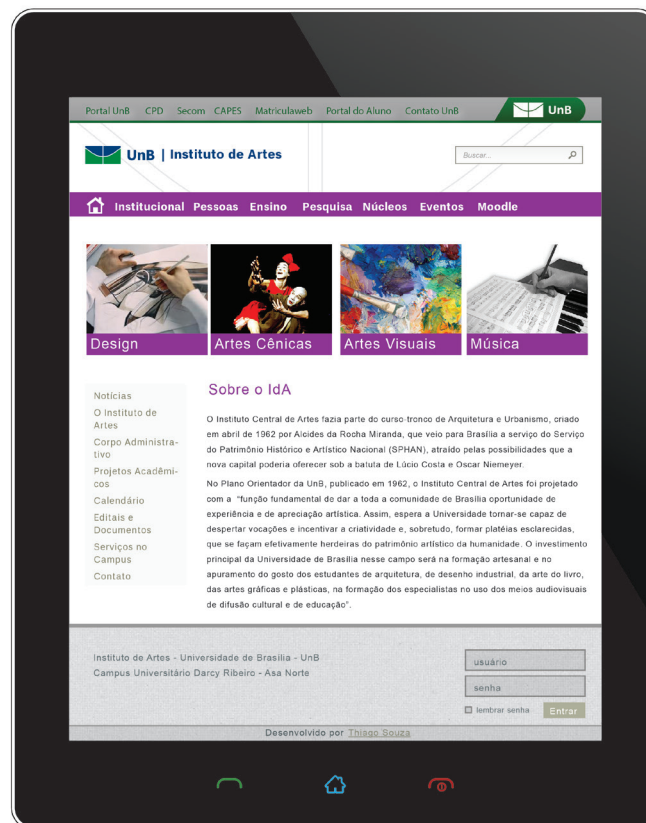 Portal UnB CPD Secom CAPES Matriculaweb Portal do Aluno Contato UnB
UnB
UnB | Instituto de Artes
Buscar...
Institucional Pessoas Ensino Pesquisa Núcleos Eventos Moodle
Design
Artes Cênicas
Artes Visuais
Música
Notícias
O Instituto de
Artes
Corpo Administra-
tivo
Projetos Acadêmi-
cos
Calendário
Editais e
Documentos
Serviços no
Campus
Contato
Sobre o IdA
O Instituto Central de Artes fazia parte do curso-tronco de Arquitetura e Urbanismo, criado
em abril de 1962 por Alcides da Rocha Miranda, que veio para Brasília a serviço do Serviço
do Patrimônio Histórico e Artístico Nacional (SPHAN), atraído pelas possibilidades que a
nova capital poderia oferecer sob a batuta de Lúcio Costa e Oscar Niemeyer.
No Plano Orientador da UnB, publicado em 1962, o Instituto Central de Artes foi projetado
com a "função fundamental de dar a toda a comunidade de Brasília oportunidade de
experiência e de apreciação artística. Assim, espera a Universidade tornar-se capaz de
despertar vocações e incentivar a criatividade e, sobretudo, formar platéias esclarecidas,
que se façam efetivamente herdeiras do patrimônio artístico da humanidade. O investimento
principal da Universidade de Brasília nesse campo será na formação artesanal e no
apuramento do gosto dos estudantes de arquitetura, de desenho industrial, da arte do livro,
das artes gráficas e plásticas, na formação dos especialistas no uso dos meios audiovisuais
de difusão cultural e de educação".
Instituto de Artes - Universidade de Brasília - UnB
Campus Universitário Darcy Ribeiro - Asa Norte
usuário
senha
lembrar senha Entrar
Desenvolvido por Thiago Souza